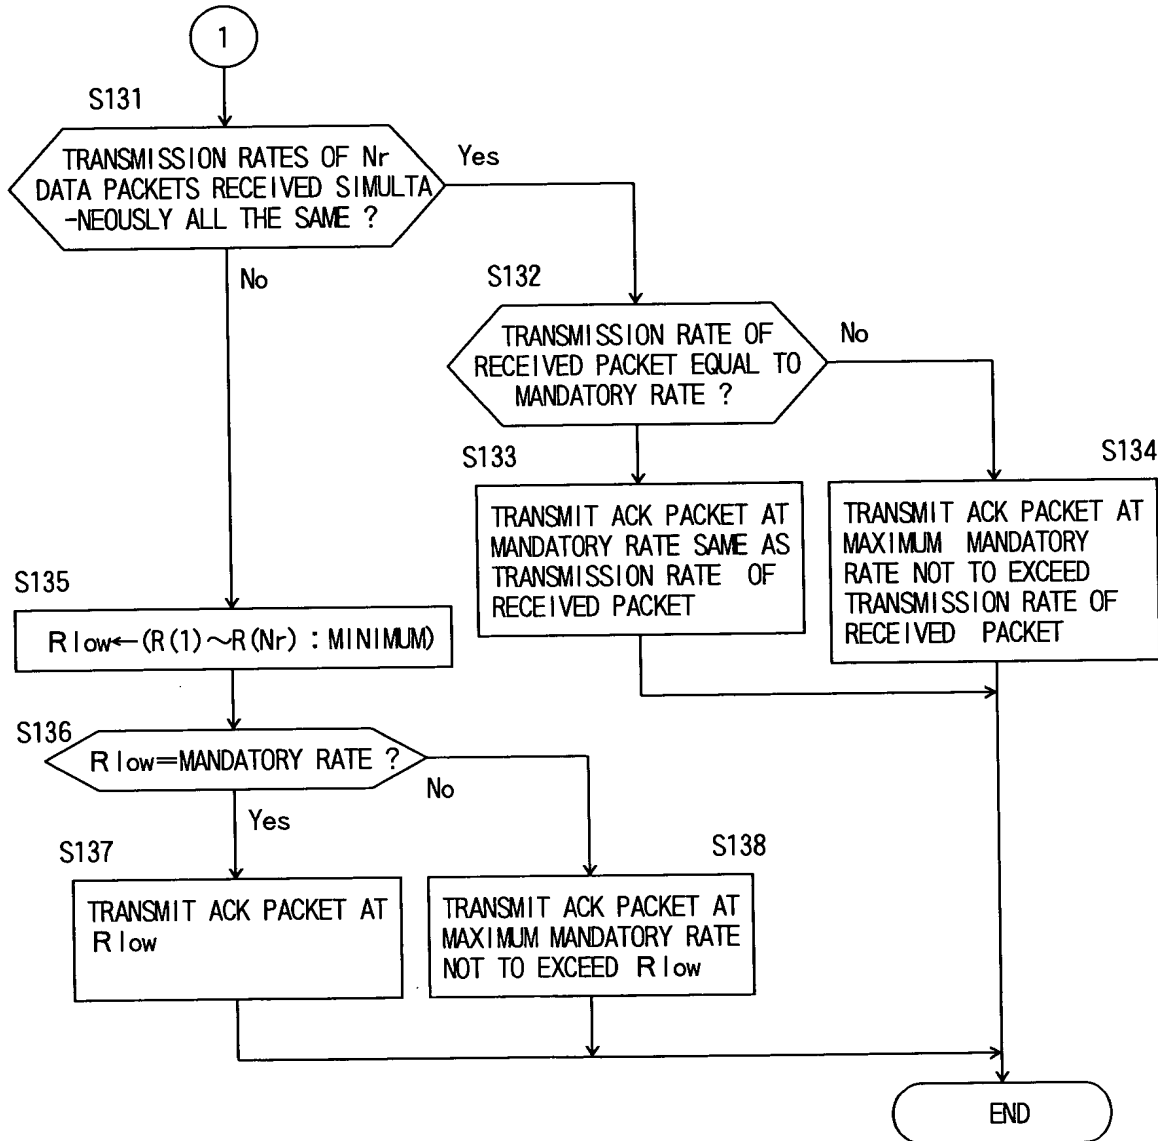 1
S131
TRANSMISSION RATES OF Nr
DATA PACKETS RECEIVED SIMULTA
-NEOUSLY ALL THE SAME ?
Yes
No
S132
TRANSMISSION RATE OF
RECEIVED PACKET EQUAL TO
MANDATORY RATE ?
No
S133
TRANSMIT ACK PACKET AT
MANDATORY RATE SAME AS
TRANSMISSION RATE OF
RECEIVED PACKET
S134
TRANSMIT ACK PACKET AT
MAXIMUM MANDATORY
RATE NOT TO EXCEED
TRANSMISSION RATE OF
RECEIVED PACKET
S135
Rlow←(R(1)～R(Nr):MINIMUM)
S136
Rlow=MANDATORY RATE ?
No
Yes
S137
TRANSMIT ACK PACKET AT
Rlow
S138
TRANSMIT ACK PACKET AT
MAXIMUM MANDATORY RATE
NOT TO EXCEED Rlow
END